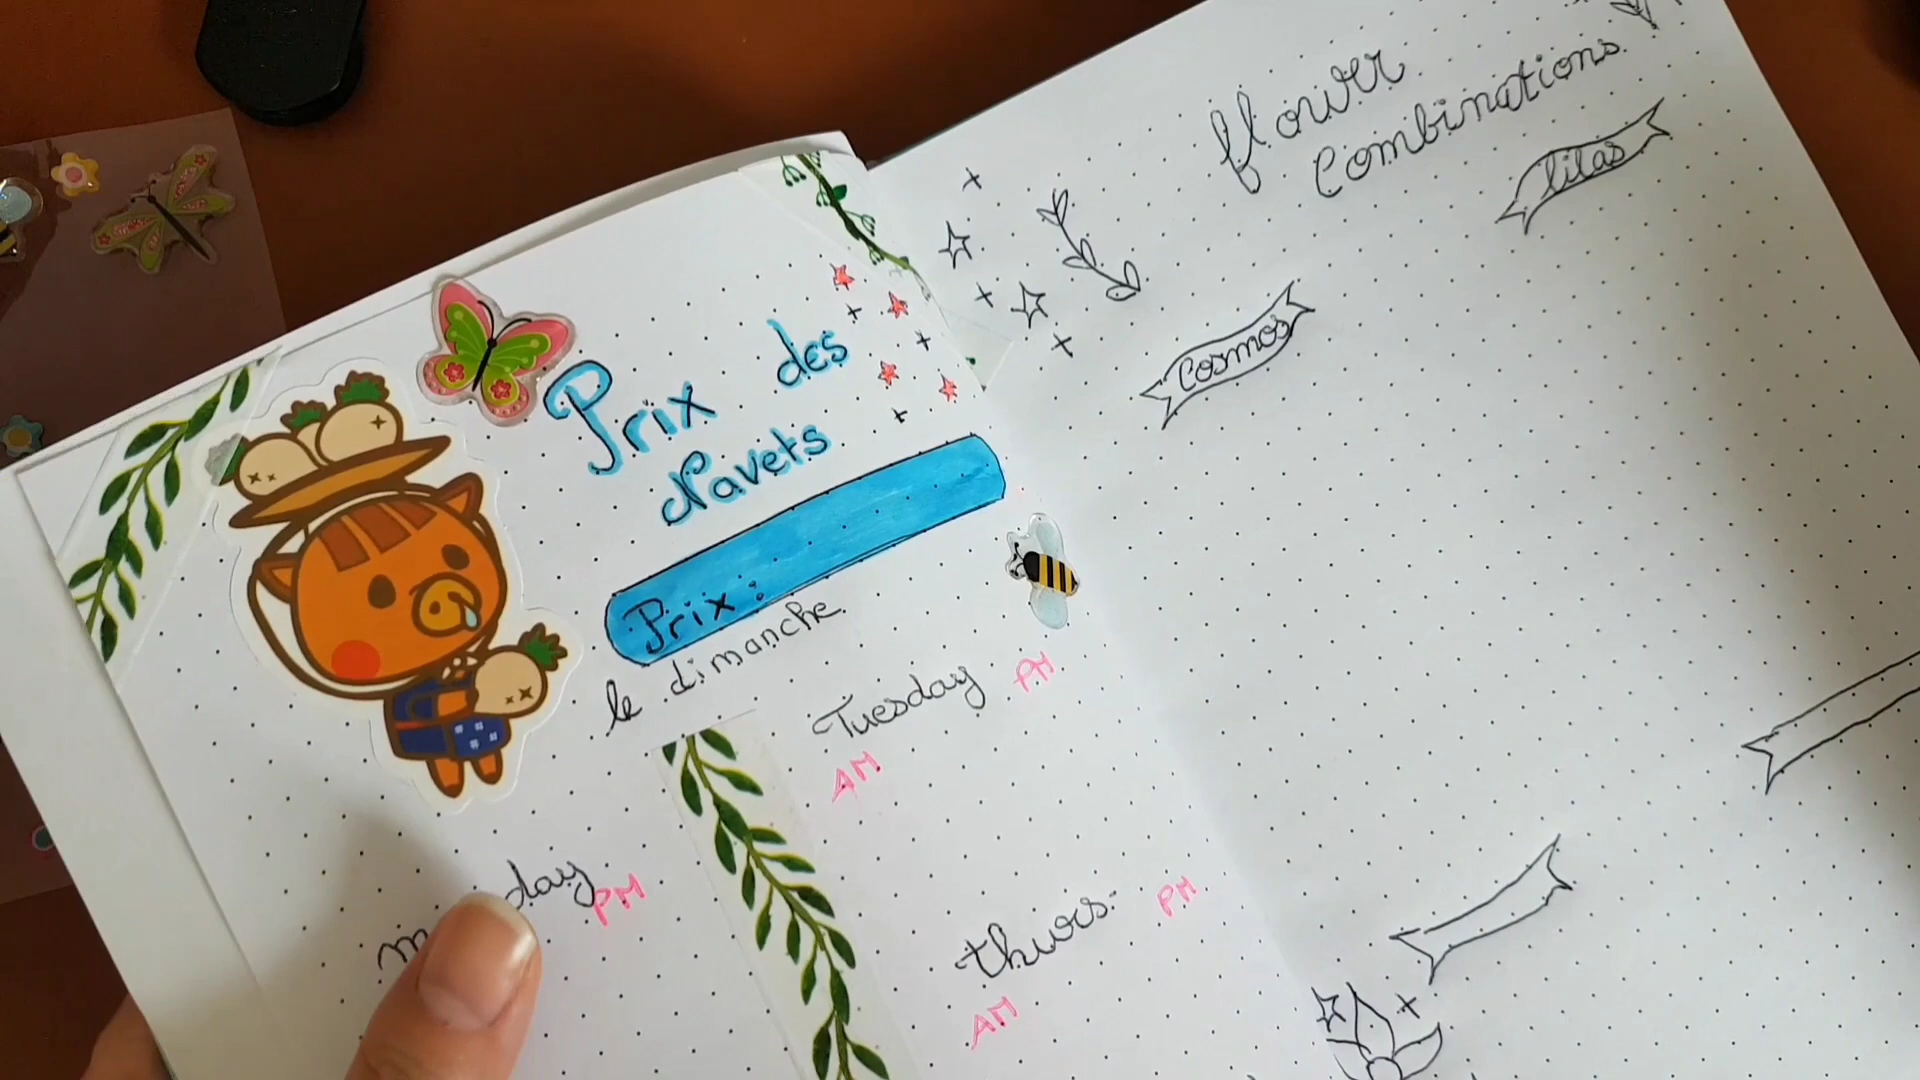 Prix des
Navets
Prix :
le dimanche
Tuesday PM
AM
day PM
thurs.
PM
AM
flower
Combinations
lilas
Cosmos